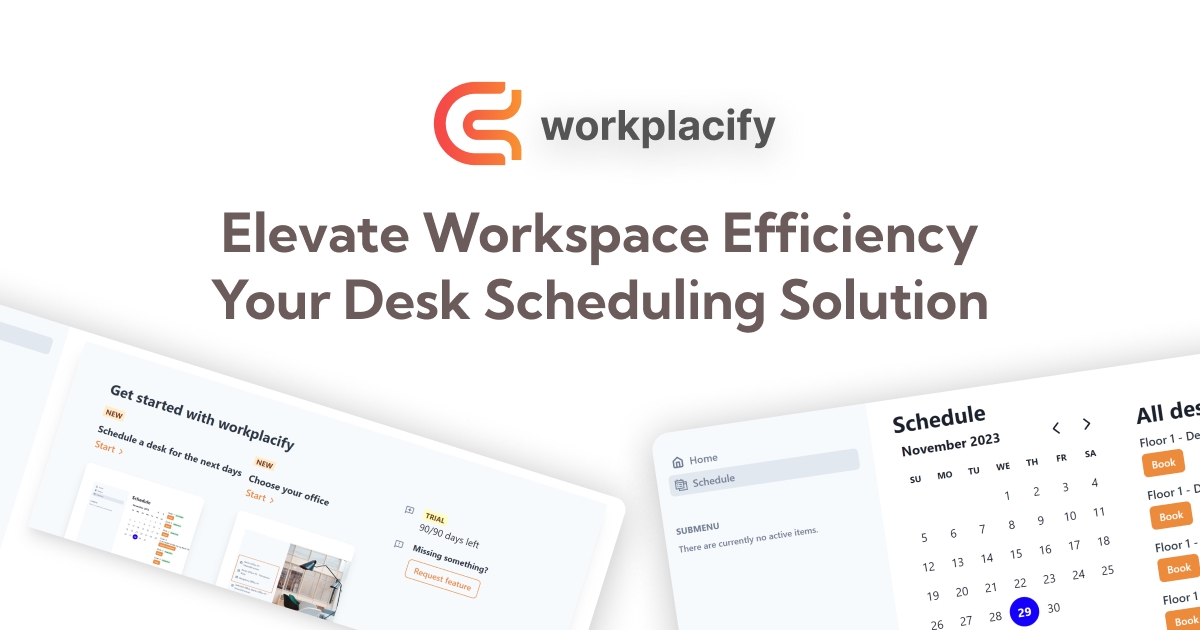 workplacify
Elevate Workspace Efficiency
Your Desk Scheduling Solution
Get started with workplacify
NEW
Schedule a desk for the next days
Start >
NEW
Choose your office
Start >
Schedule
TRIAL
90/90 days left
Missing something?
Request feature
Home
Schedule
SUBMENU
There are currently no active items.
Schedule
November 2023
< >
SU MO TU WE TH FR SA
1 2 3 4
5 6 7 8 9 10 11
12 13 14 15 16 17 18
19 20 21 22 23 24 25
26 27 28 29 30
All des
Floor 1 - De
Book
Floor 1 - D
Book
Floor 1 -
Book
Floor 1
Book